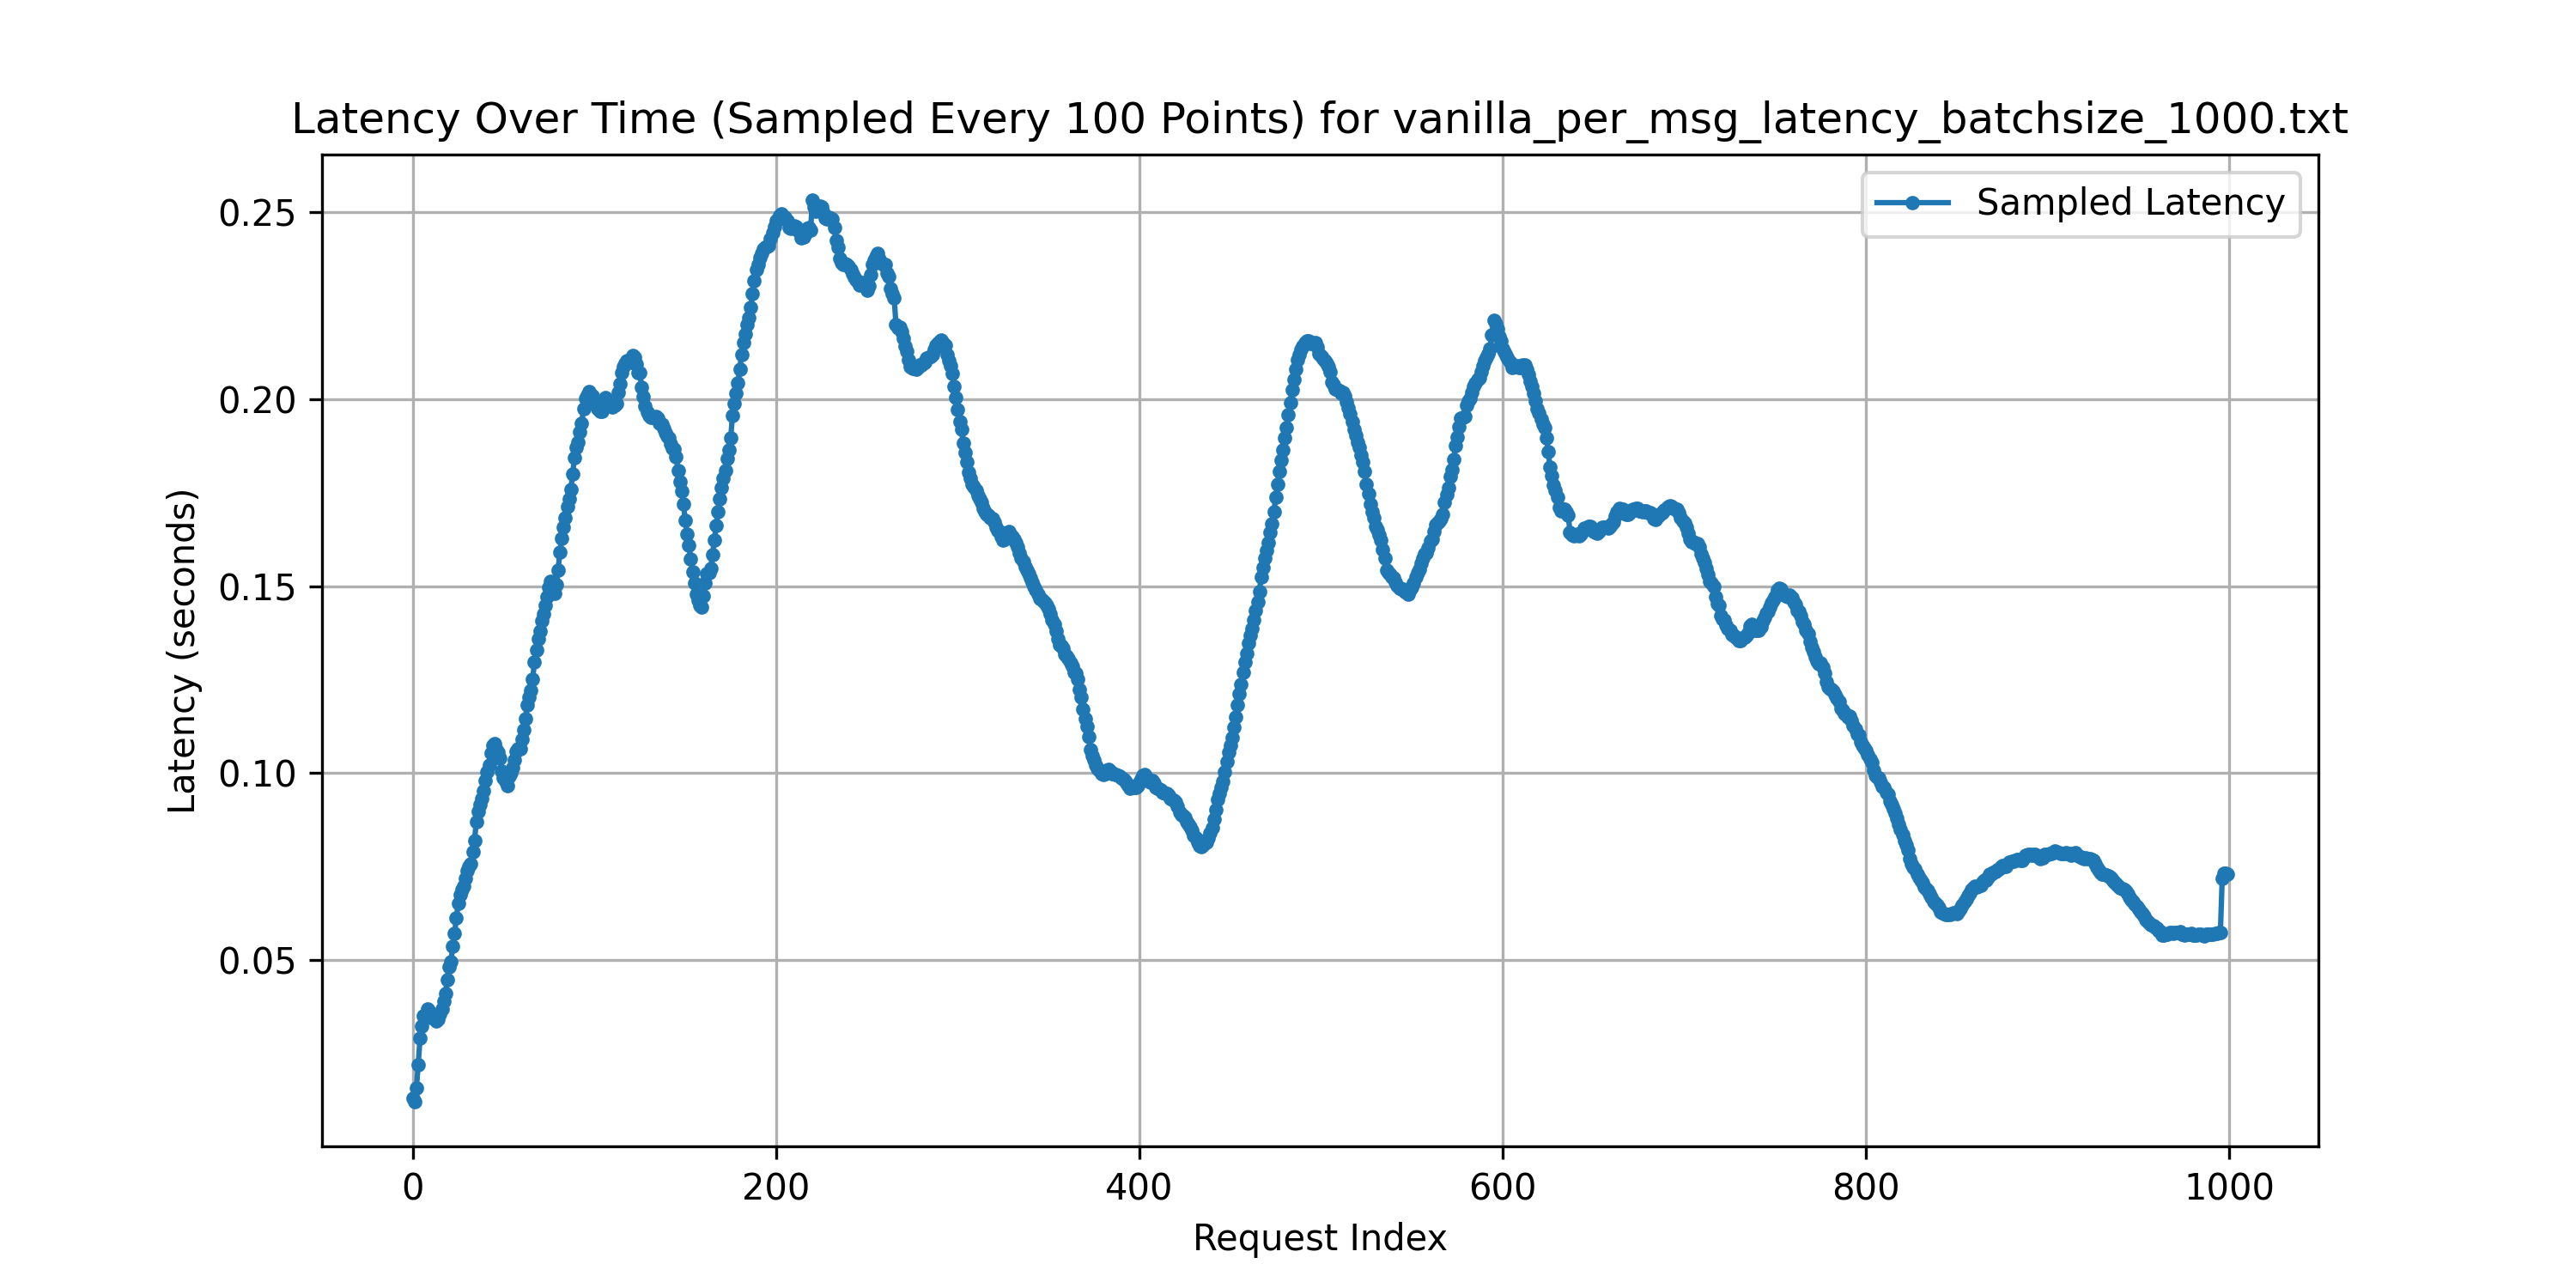 Latency Over Time (Sampled Every 100 Points) for vanilla_per_msg_latency_batchsize_1000.txt
Sampled Latency
Latency (seconds)
0.25
0.20
0.15
0.10
0.05
0 200 400 600 800 1000
Request Index